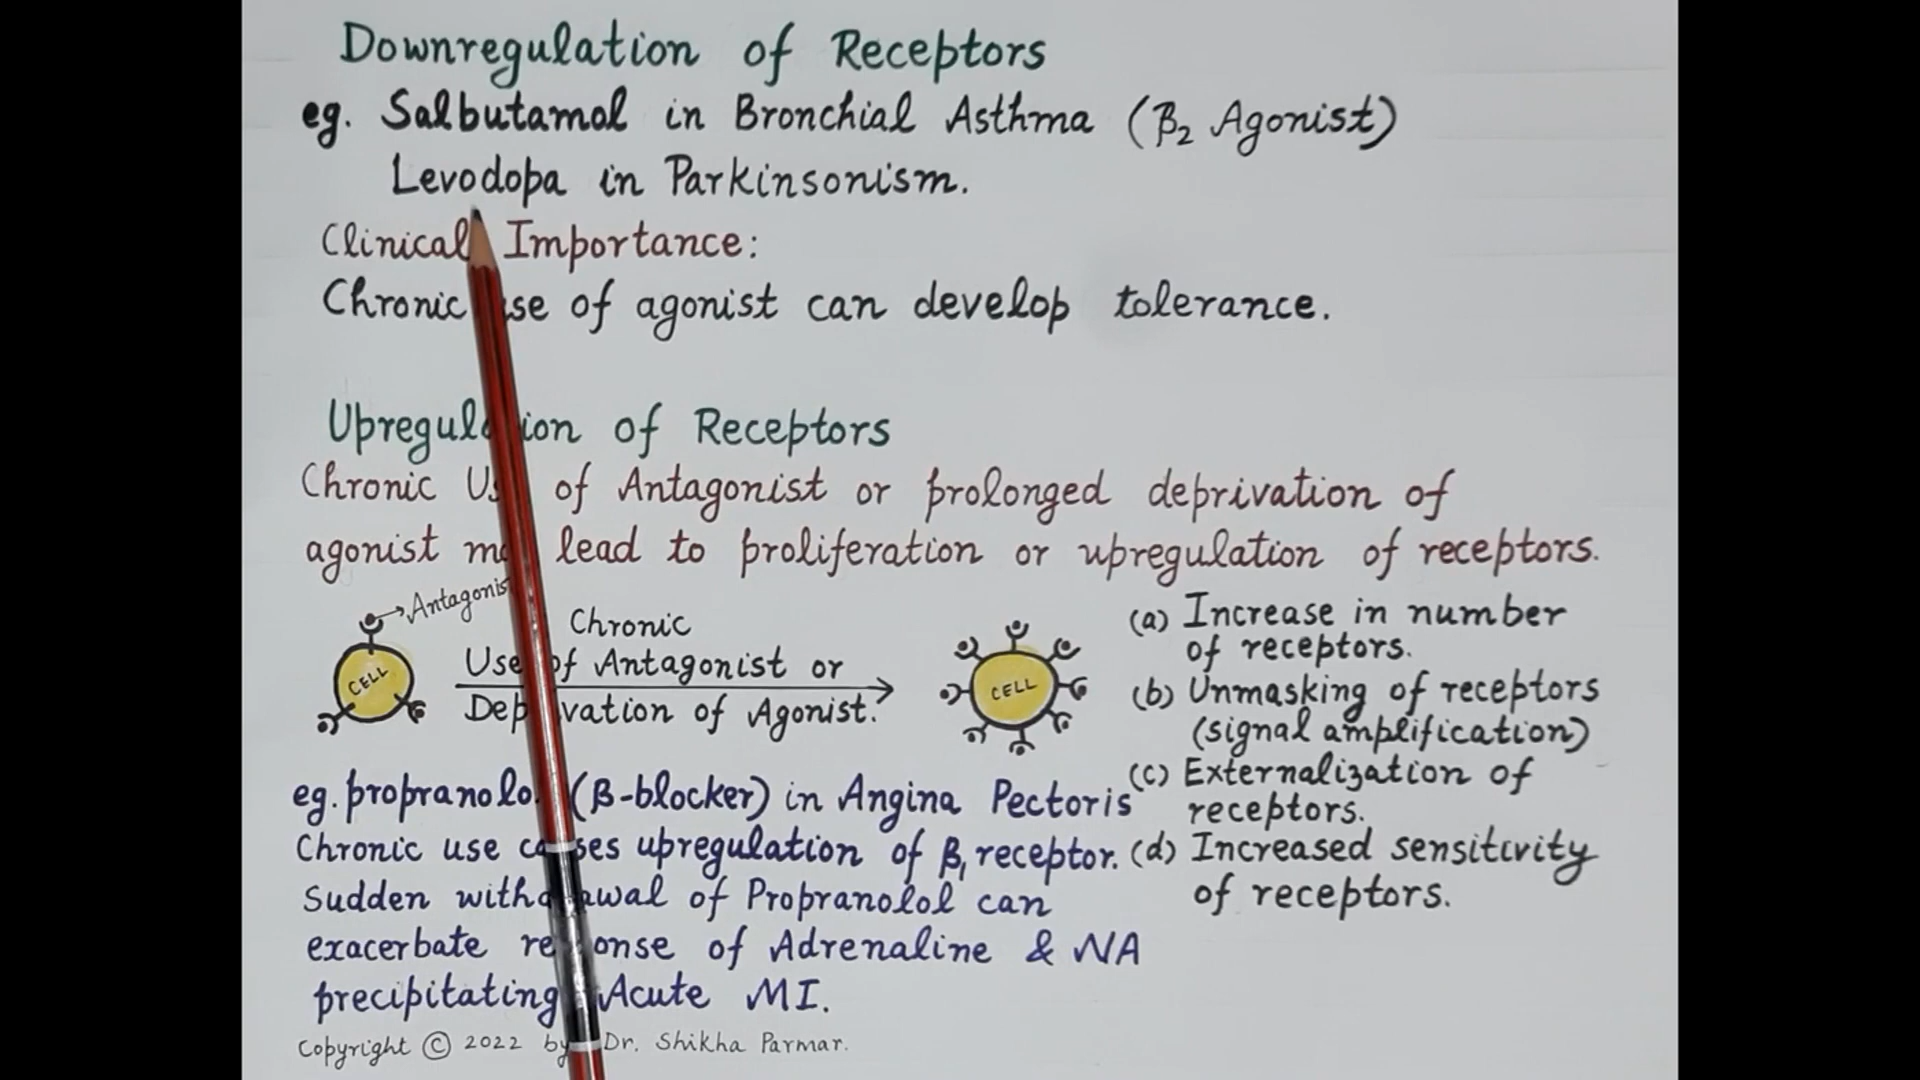 Downregulation of Receptors
eg. Salbutamol in Bronchial Asthma (β₂ Agonist)
Levodopa in Parkinsonism.
Clinical Importance:
Chronic use of agonist can develop tolerance.
Upregulation of Receptors
Chronic Use of Antagonist or prolonged deprivation of
agonist may lead to proliferation or upregulation of receptors.
Antagonist
CELL
Chronic
Use of Antagonist or
Deprivation of Agonist.
CELL
(a) Increase in number
of receptors.
(b) Unmasking of receptors
(signal amplification)
(c) Externalization of
receptors.
(d) Increased sensitivity
of receptors.
eg. propranolol (β-blocker) in Angina Pectoris
Chronic use causes upregulation of β₁ receptor.
Sudden withdrawal of Propranolol can
exacerbate response of Adrenaline & NA
precipitating Acute MI.
Copyright © 2022 by Dr. Shikha Parmar.